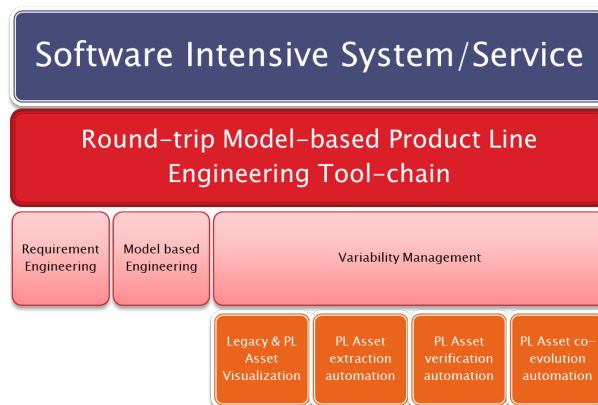 Software Intensive System/Service
Round-trip Model-based Product Line
Engineering Tool-chain
Requirement
Engineering
Model based
Engineering
Variability Management
Legacy & PL
Asset
Visualization
PL Asset
extraction
automation
PL Asset
verification
automation
PL Asset co-
evolution
automation